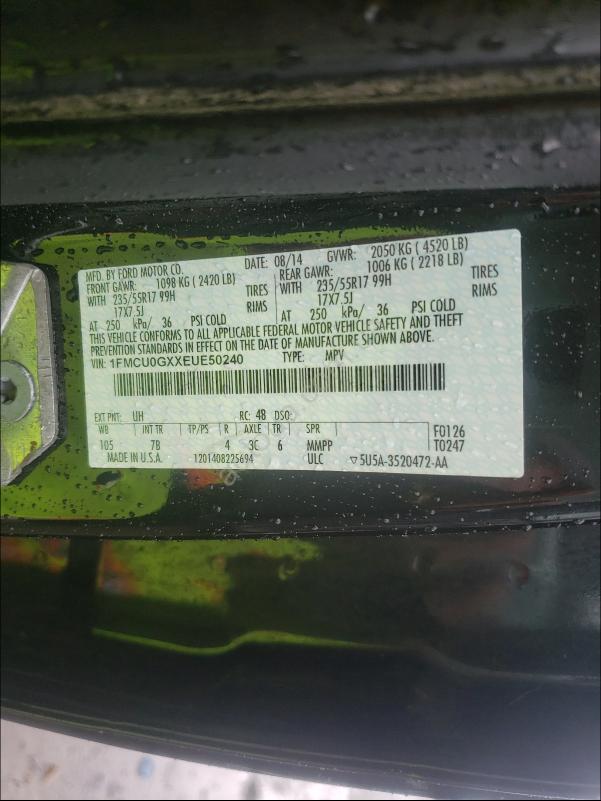 MFD. BY FORD MOTOR CO. DATE: 08/14 GVWR: 2050 KG ( 4520 LB)
FRONT GAWR: 1098 KG ( 2420 LB) REAR GAWR: 1006 KG ( 2218 LB)
WITH 235/55R17 99H TIRES WITH 235/55R17 99H TIRES
17X7.5J RIMS 17X7.5J RIMS
AT 250 kPa/ 36 PSI COLD AT 250 kPa/ 36 PSI COLD
THIS VEHICLE CONFORMS TO ALL APPLICABLE FEDERAL MOTOR VEHICLE SAFETY AND THEFT
PREVENTION STANDARDS IN EFFECT ON THE DATE OF MANUFACTURE SHOWN ABOVE.
VIN: 1FMCU0GXXEUE50240 TYPE: MPV
EXT PNT: UH RC: 48 DSO:
WB INT TR TP/PS R AXLE TR SPR F0126
105 7B 4 3C 6 MMPP T0247
MADE IN U.S.A. 1201408225694 ULC ▽5U5A-3520472-AA